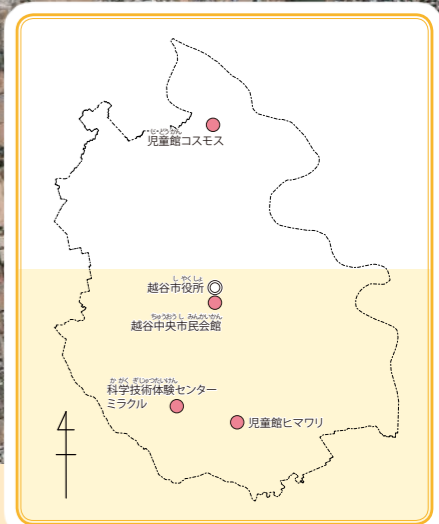 じ どうかん
児童館コスモス
し やくしょ
越谷市役所
ちゅうおう し みんかいかん
越谷中央市民会館
か がく ぎじゅつたいけん
科学技術体験センター
ミラクル
児童館ヒマワリ